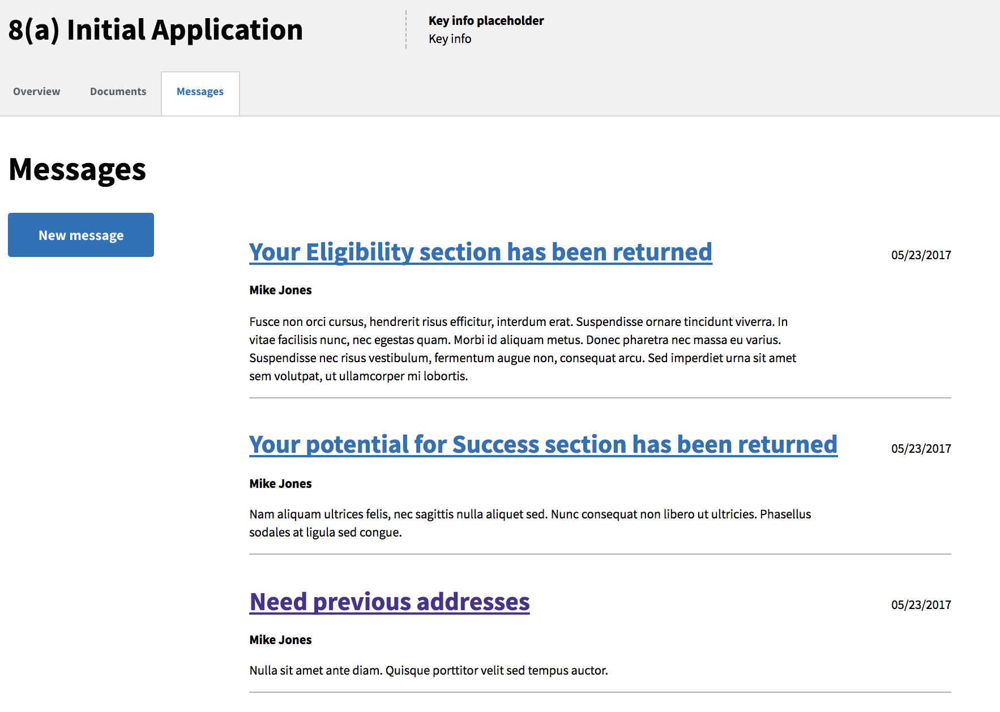 8(a) Initial Application
Key info placeholder
Key info
Overview
Documents
Messages
Messages
New message
Your Eligibility section has been returned
05/23/2017
Mike Jones
Fusce non orci cursus, hendrerit risus efficitur, interdum erat. Suspendisse ornare tincidunt viverra. In
vitae facilisis nunc, nec egestas quam. Morbi id aliquam metus. Donec pharetra nec massa eu varius.
Suspendisse nec risus vestibulum, fermentum augue non, consequat arcu. Sed imperdiet urna sit amet
sem volutpat, ut ullamcorper mi lobortis.
Your potential for Success section has been returned
05/23/2017
Mike Jones
Nam aliquam ultrices felis, nec sagittis nulla aliquet sed. Nunc consequat non libero ut ultricies. Phasellus
sodales at ligula sed congue.
Need previous addresses
05/23/2017
Mike Jones
Nulla sit amet ante diam. Quisque porttitor velit sed tempus auctor.